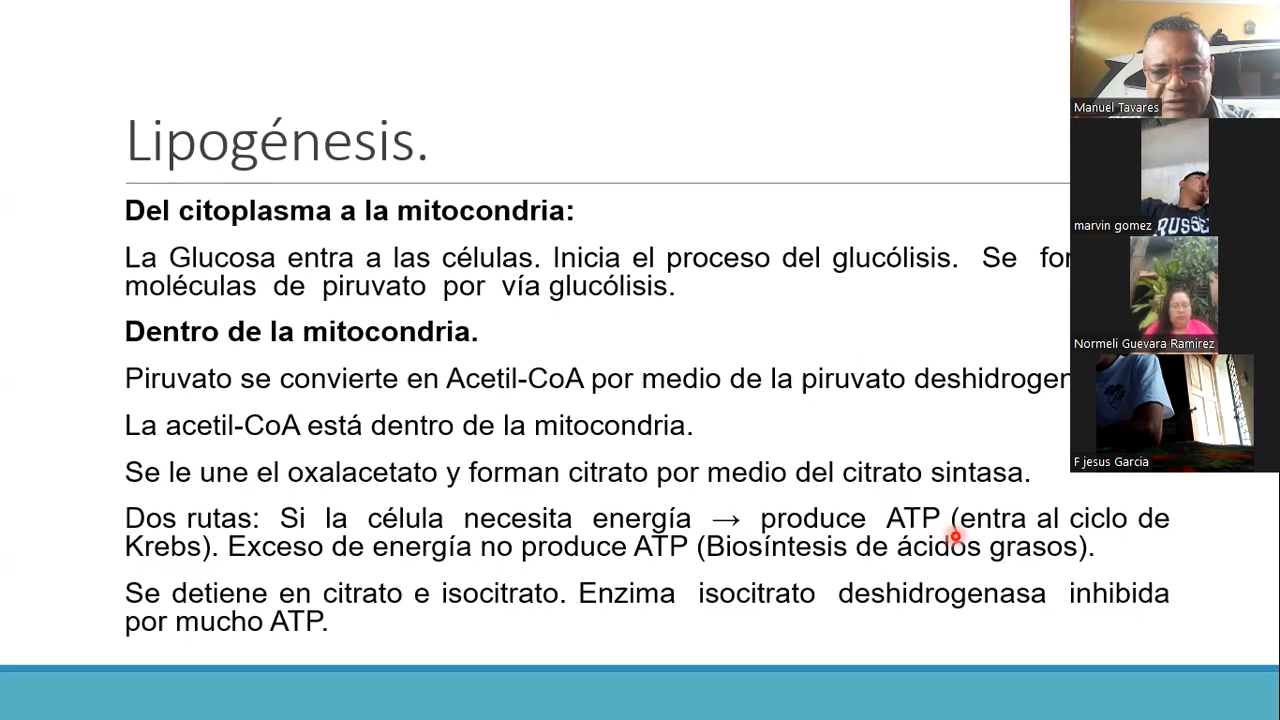 Lipogénesis.
Del citoplasma a la mitocondria:
La Glucosa entra a las células. Inicia el proceso del glucólisis. Se
moléculas de piruvato por vía glucólisis.
Dentro de la mitocondria.
Piruvato se convierte en Acetil-CoA por medio de la piruvato
La acetil-CoA está dentro de la mitocondria.
Se le une el oxalacetato y forman citrato por medio del citrato sintasa.
Dos rutas: Si la célula necesita energía → produce ATP (entra al ciclo de
Krebs). Exceso de energía no produce ATP (Biosíntesis de ácidos grasos).
Se detiene en citrato e isocitrato. Enzima isocitrato deshidrogenasa inhibida
por mucho ATP.
Manuel Tavares
marvin gomez
Normeli Guevara Ramirez
F jesus Garcia